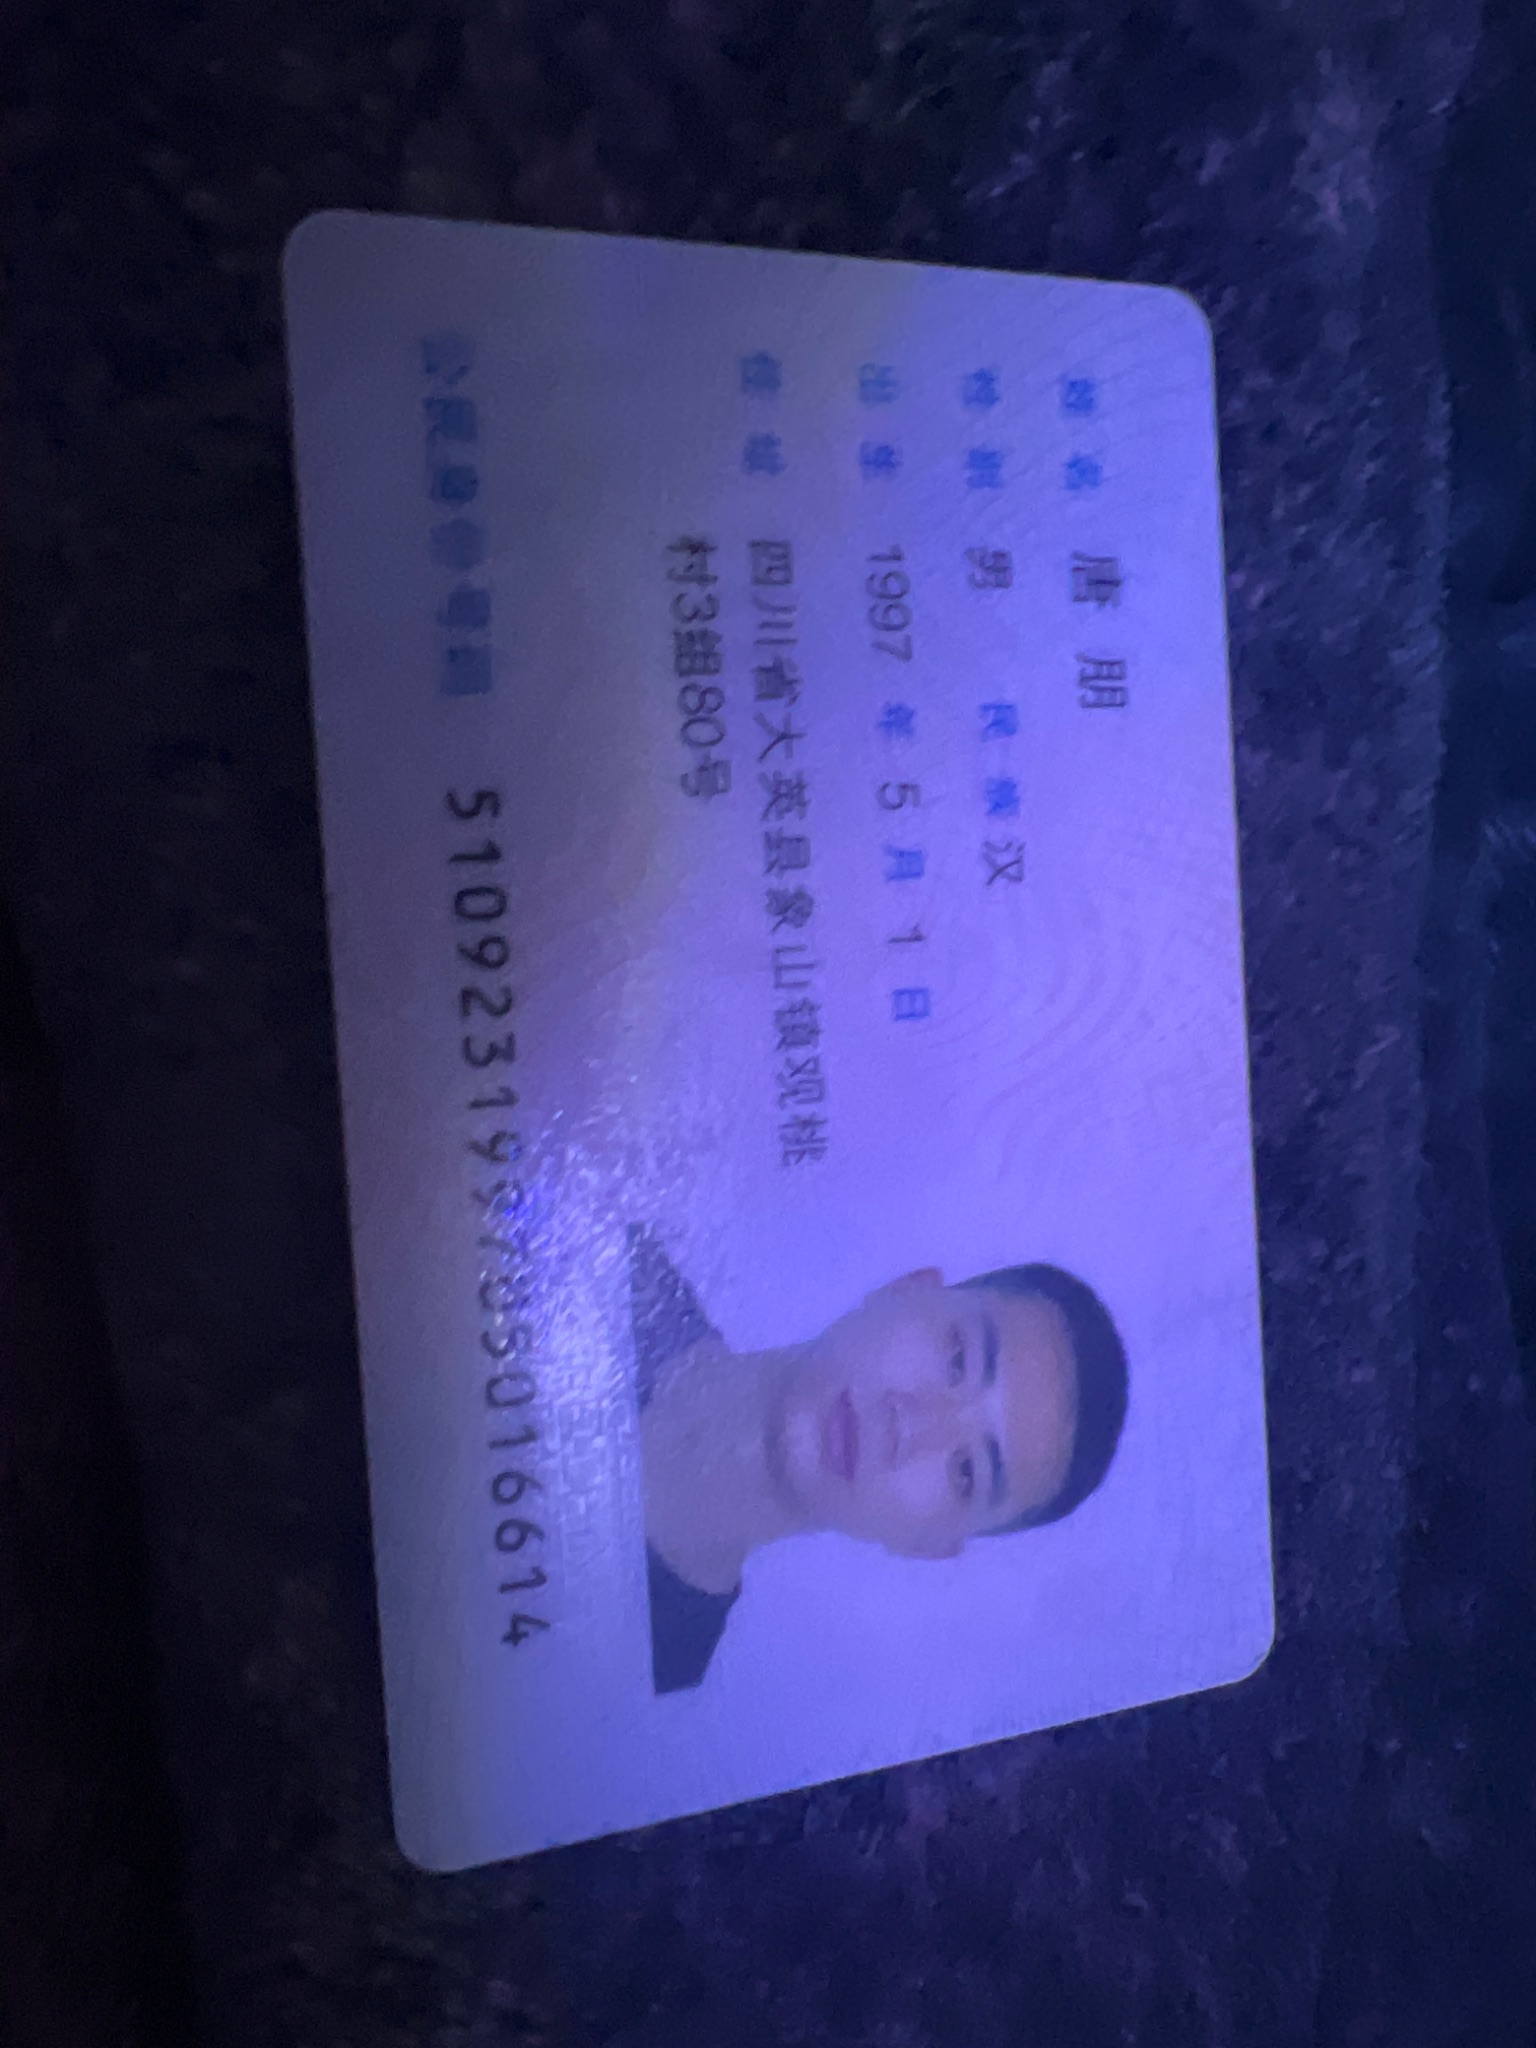 姓名 唐朋
性别 男 民族 汉
出生 1997 年 5 月 1 日
住址 四川省大英县象山镇观桃
村3组80号
公民身份号码 510923199705016614